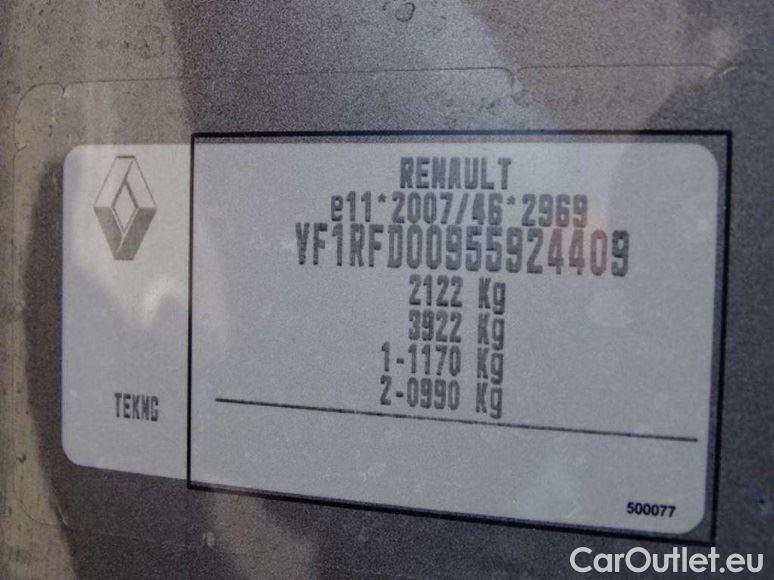 RENAULT
e11*2007/46*2969
VF1RFD00955924409
2122 Kg
3922 Kg
1-1170 Kg
2-0990 Kg
TEKMG
500077
CarOutlet.eu